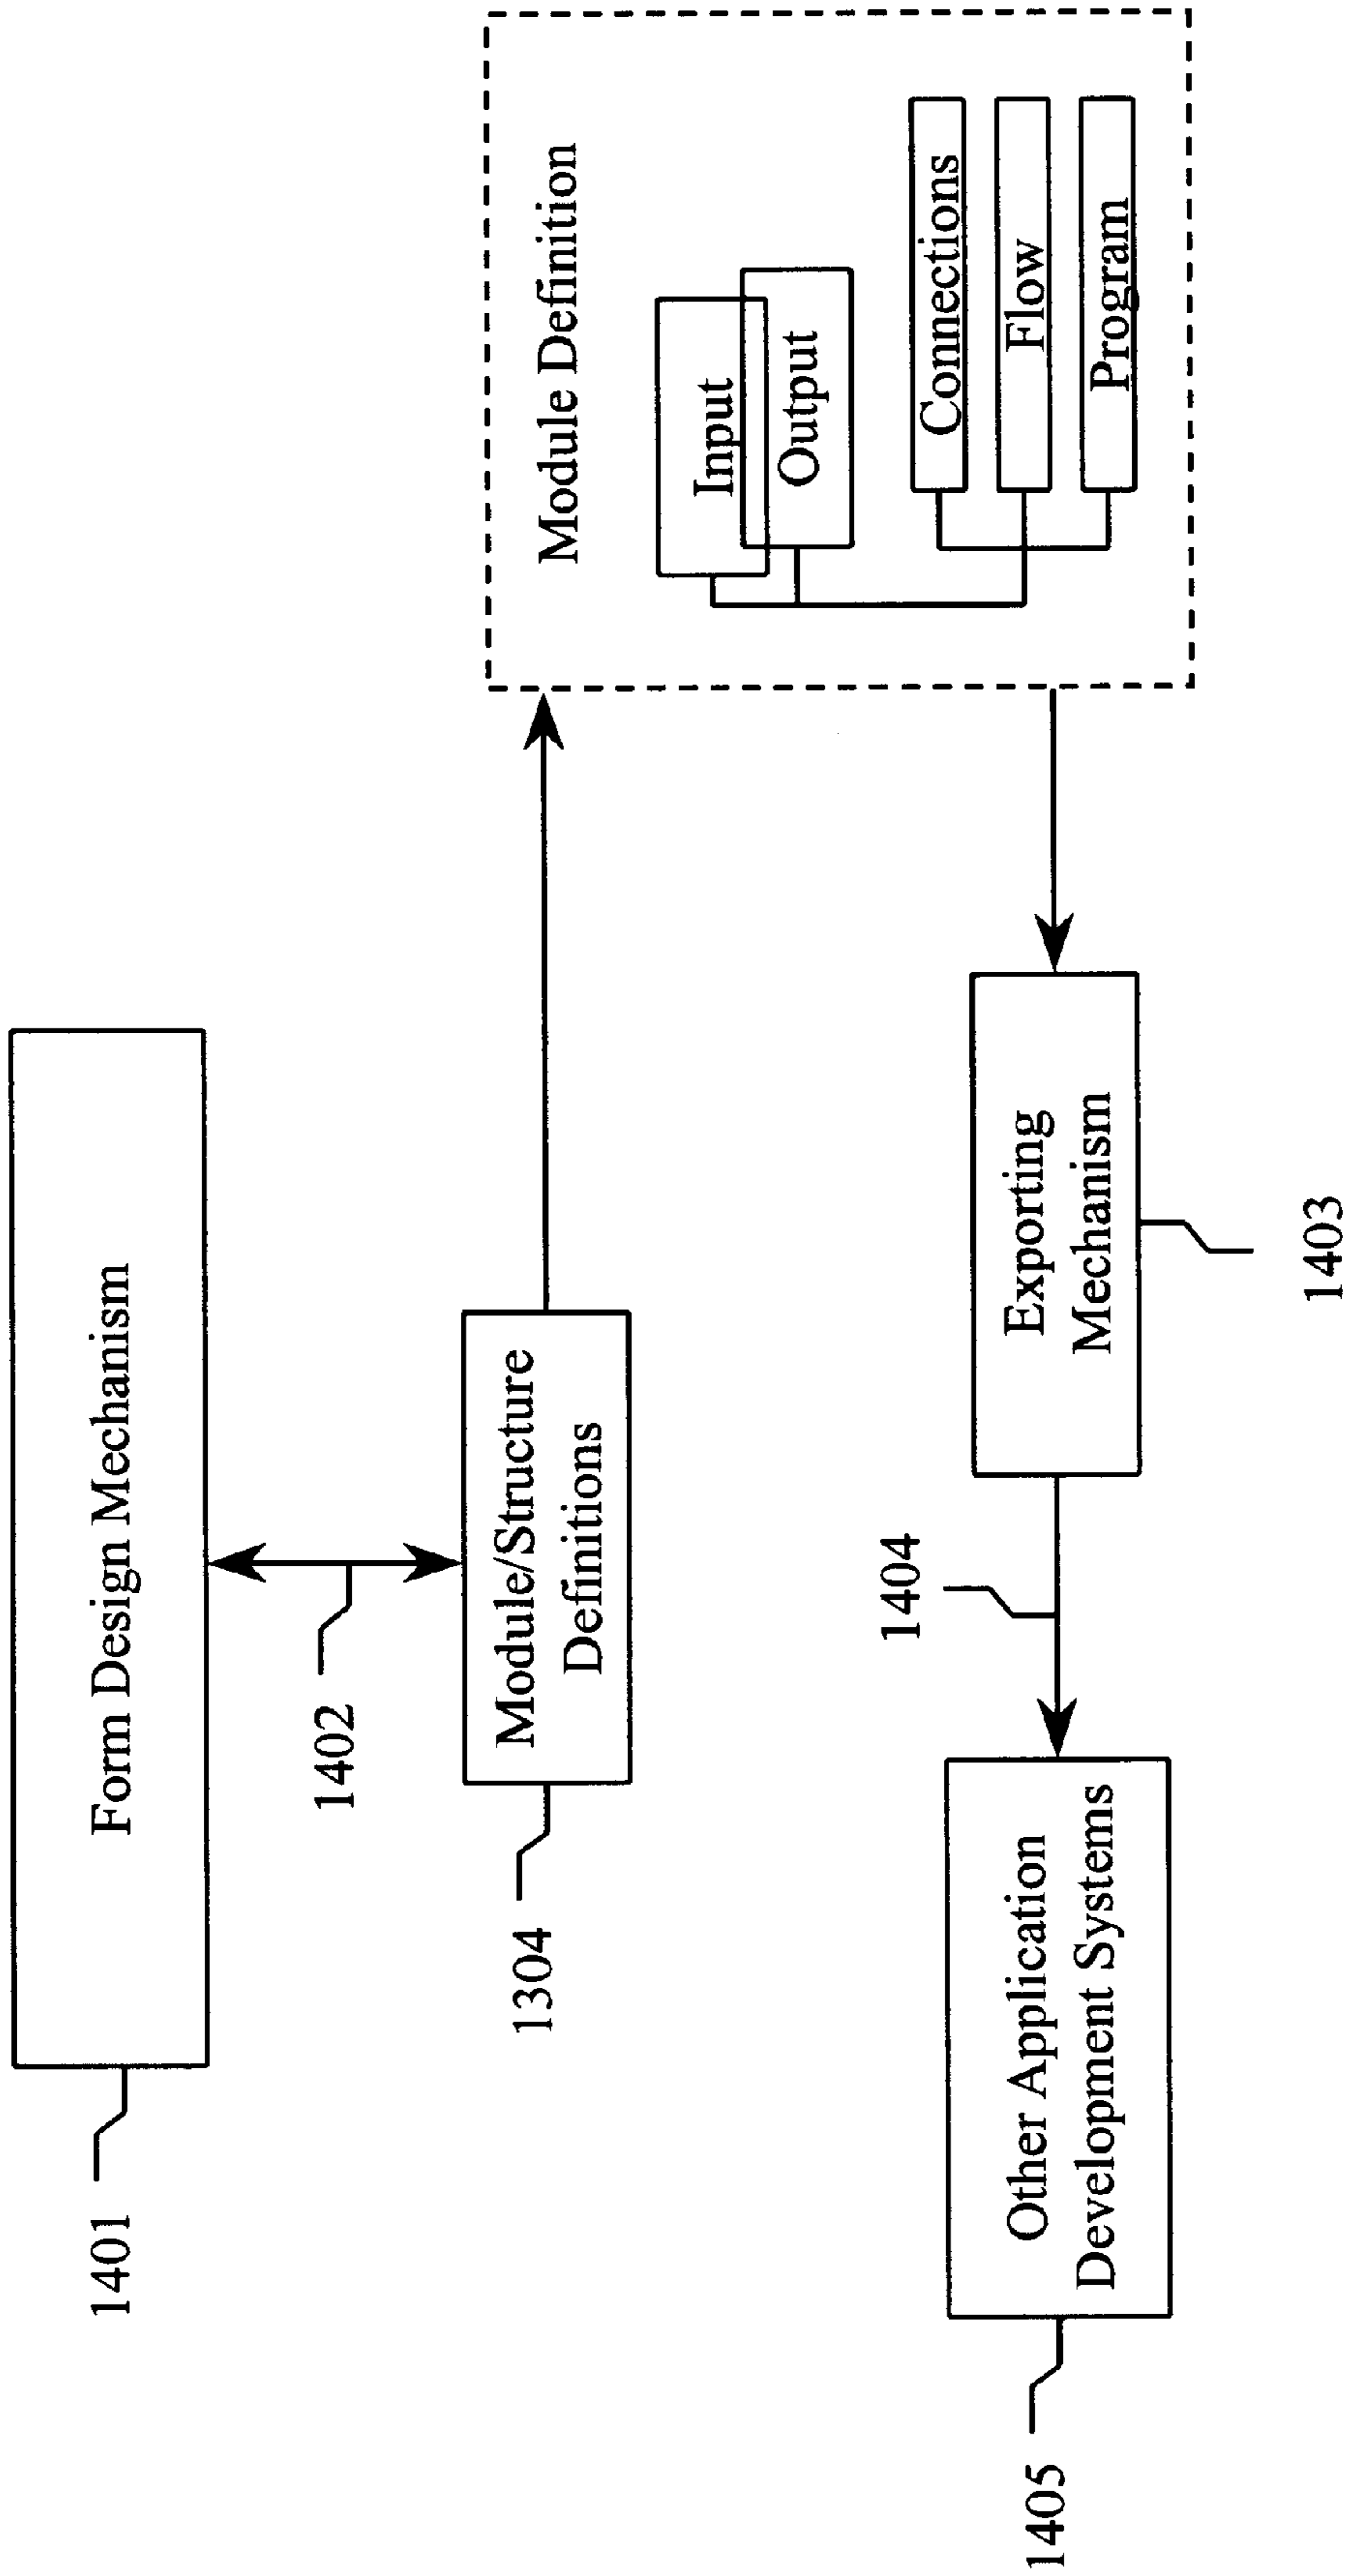 1401
Form Design Mechanism
1402
1304
Module/Structure
Definitions
Module Definition
Input
Output
Connections
Flow
Program
1404
1405
Other Application
Development Systems
Exporting
Mechanism
1403